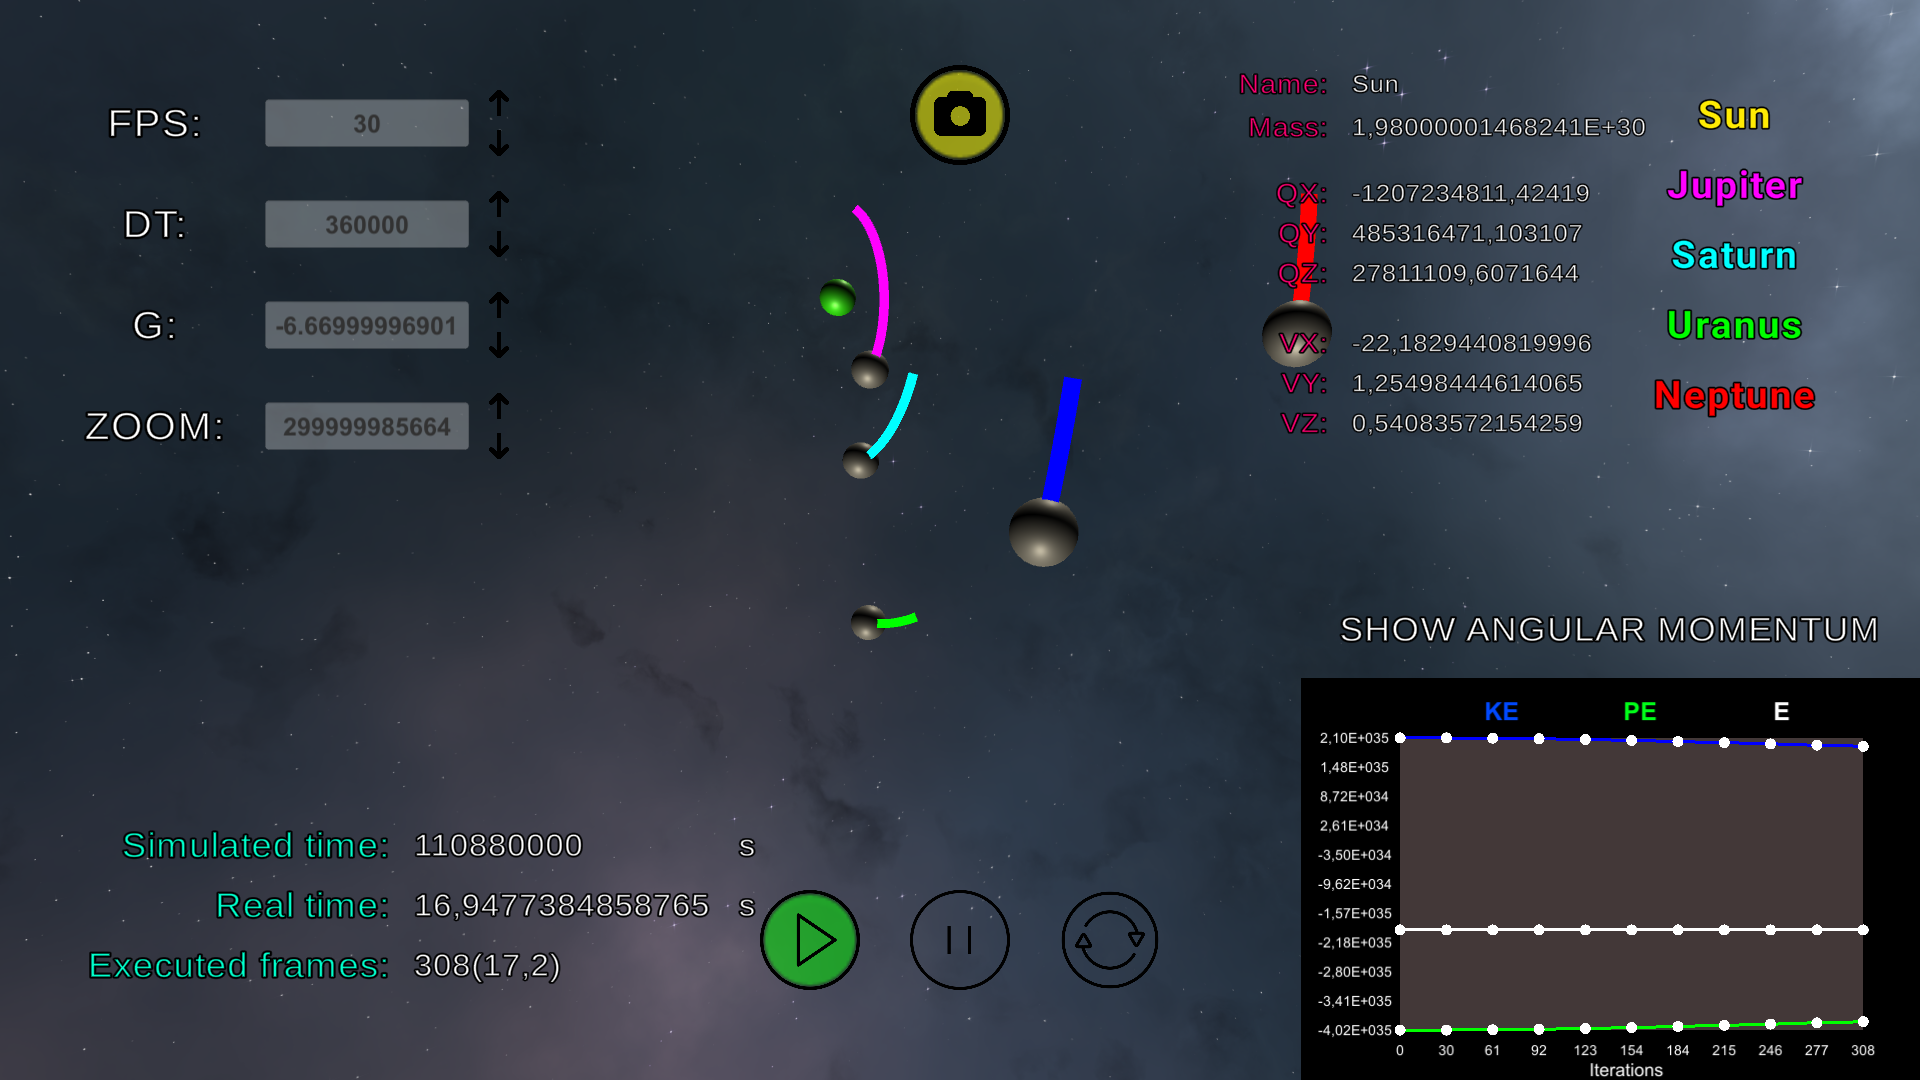 FPS: 30
DT: 360000
G: -6.66999996901
ZOOM: 299999985664
Name: Sun
Mass: 1,98000001468241E+30
QX: -1207234811,42419
QY: 485316471,103107
QZ: 27811109,6071644
VX: -22,1829440819996
VY: 1,25498444614065
VZ: 0,54083572154259
Sun
Jupiter
Saturn
Uranus
Neptune
SHOW ANGULAR MOMENTUM
KE PE E
2,10E+035
1,48E+035
8,72E+034
2,61E+034
-3,50E+034
-9,62E+034
-1,57E+035
-2,18E+035
-2,80E+035
-3,41E+035
-4,02E+035
0 30 61 92 123 154 184 215 246 277 308
Iterations
Simulated time: 110880000 s
Real time: 16,9477384858765 s
Executed frames: 308(17,2)